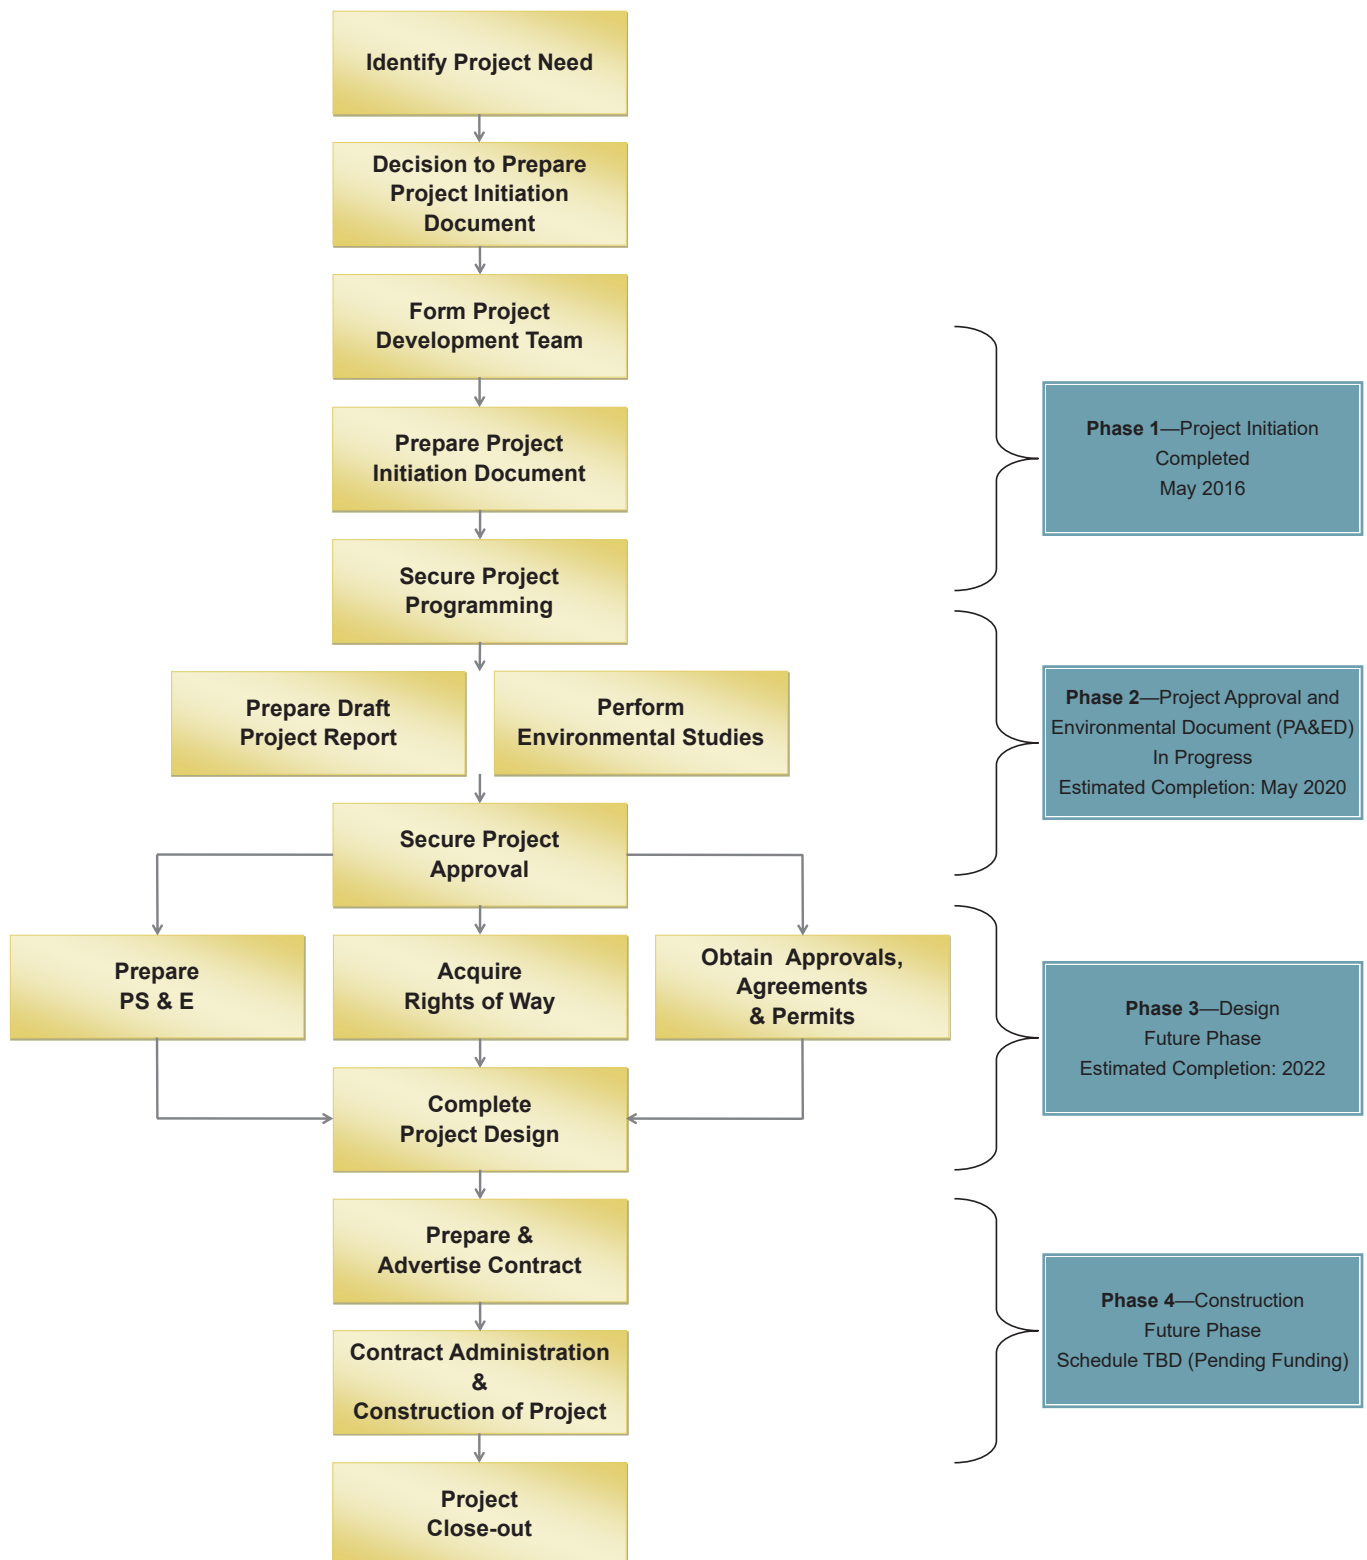 Identify Project Need
Decision to Prepare
Project Initiation
Document
Form Project
Development Team
Prepare Project
Initiation Document
Secure Project
Programming
Phase 1—Project Initiation
Completed
May 2016
Prepare Draft
Project Report
Perform
Environmental Studies
Secure Project
Approval
Phase 2—Project Approval and
Environmental Document (PA&ED)
In Progress
Estimated Completion: May 2020
Prepare
PS & E
Acquire
Rights of Way
Obtain Approvals,
Agreements
& Permits
Complete
Project Design
Phase 3—Design
Future Phase
Estimated Completion: 2022
Prepare &
Advertise Contract
Contract Administration
&
Construction of Project
Phase 4—Construction
Future Phase
Schedule TBD (Pending Funding)
Project
Close-out